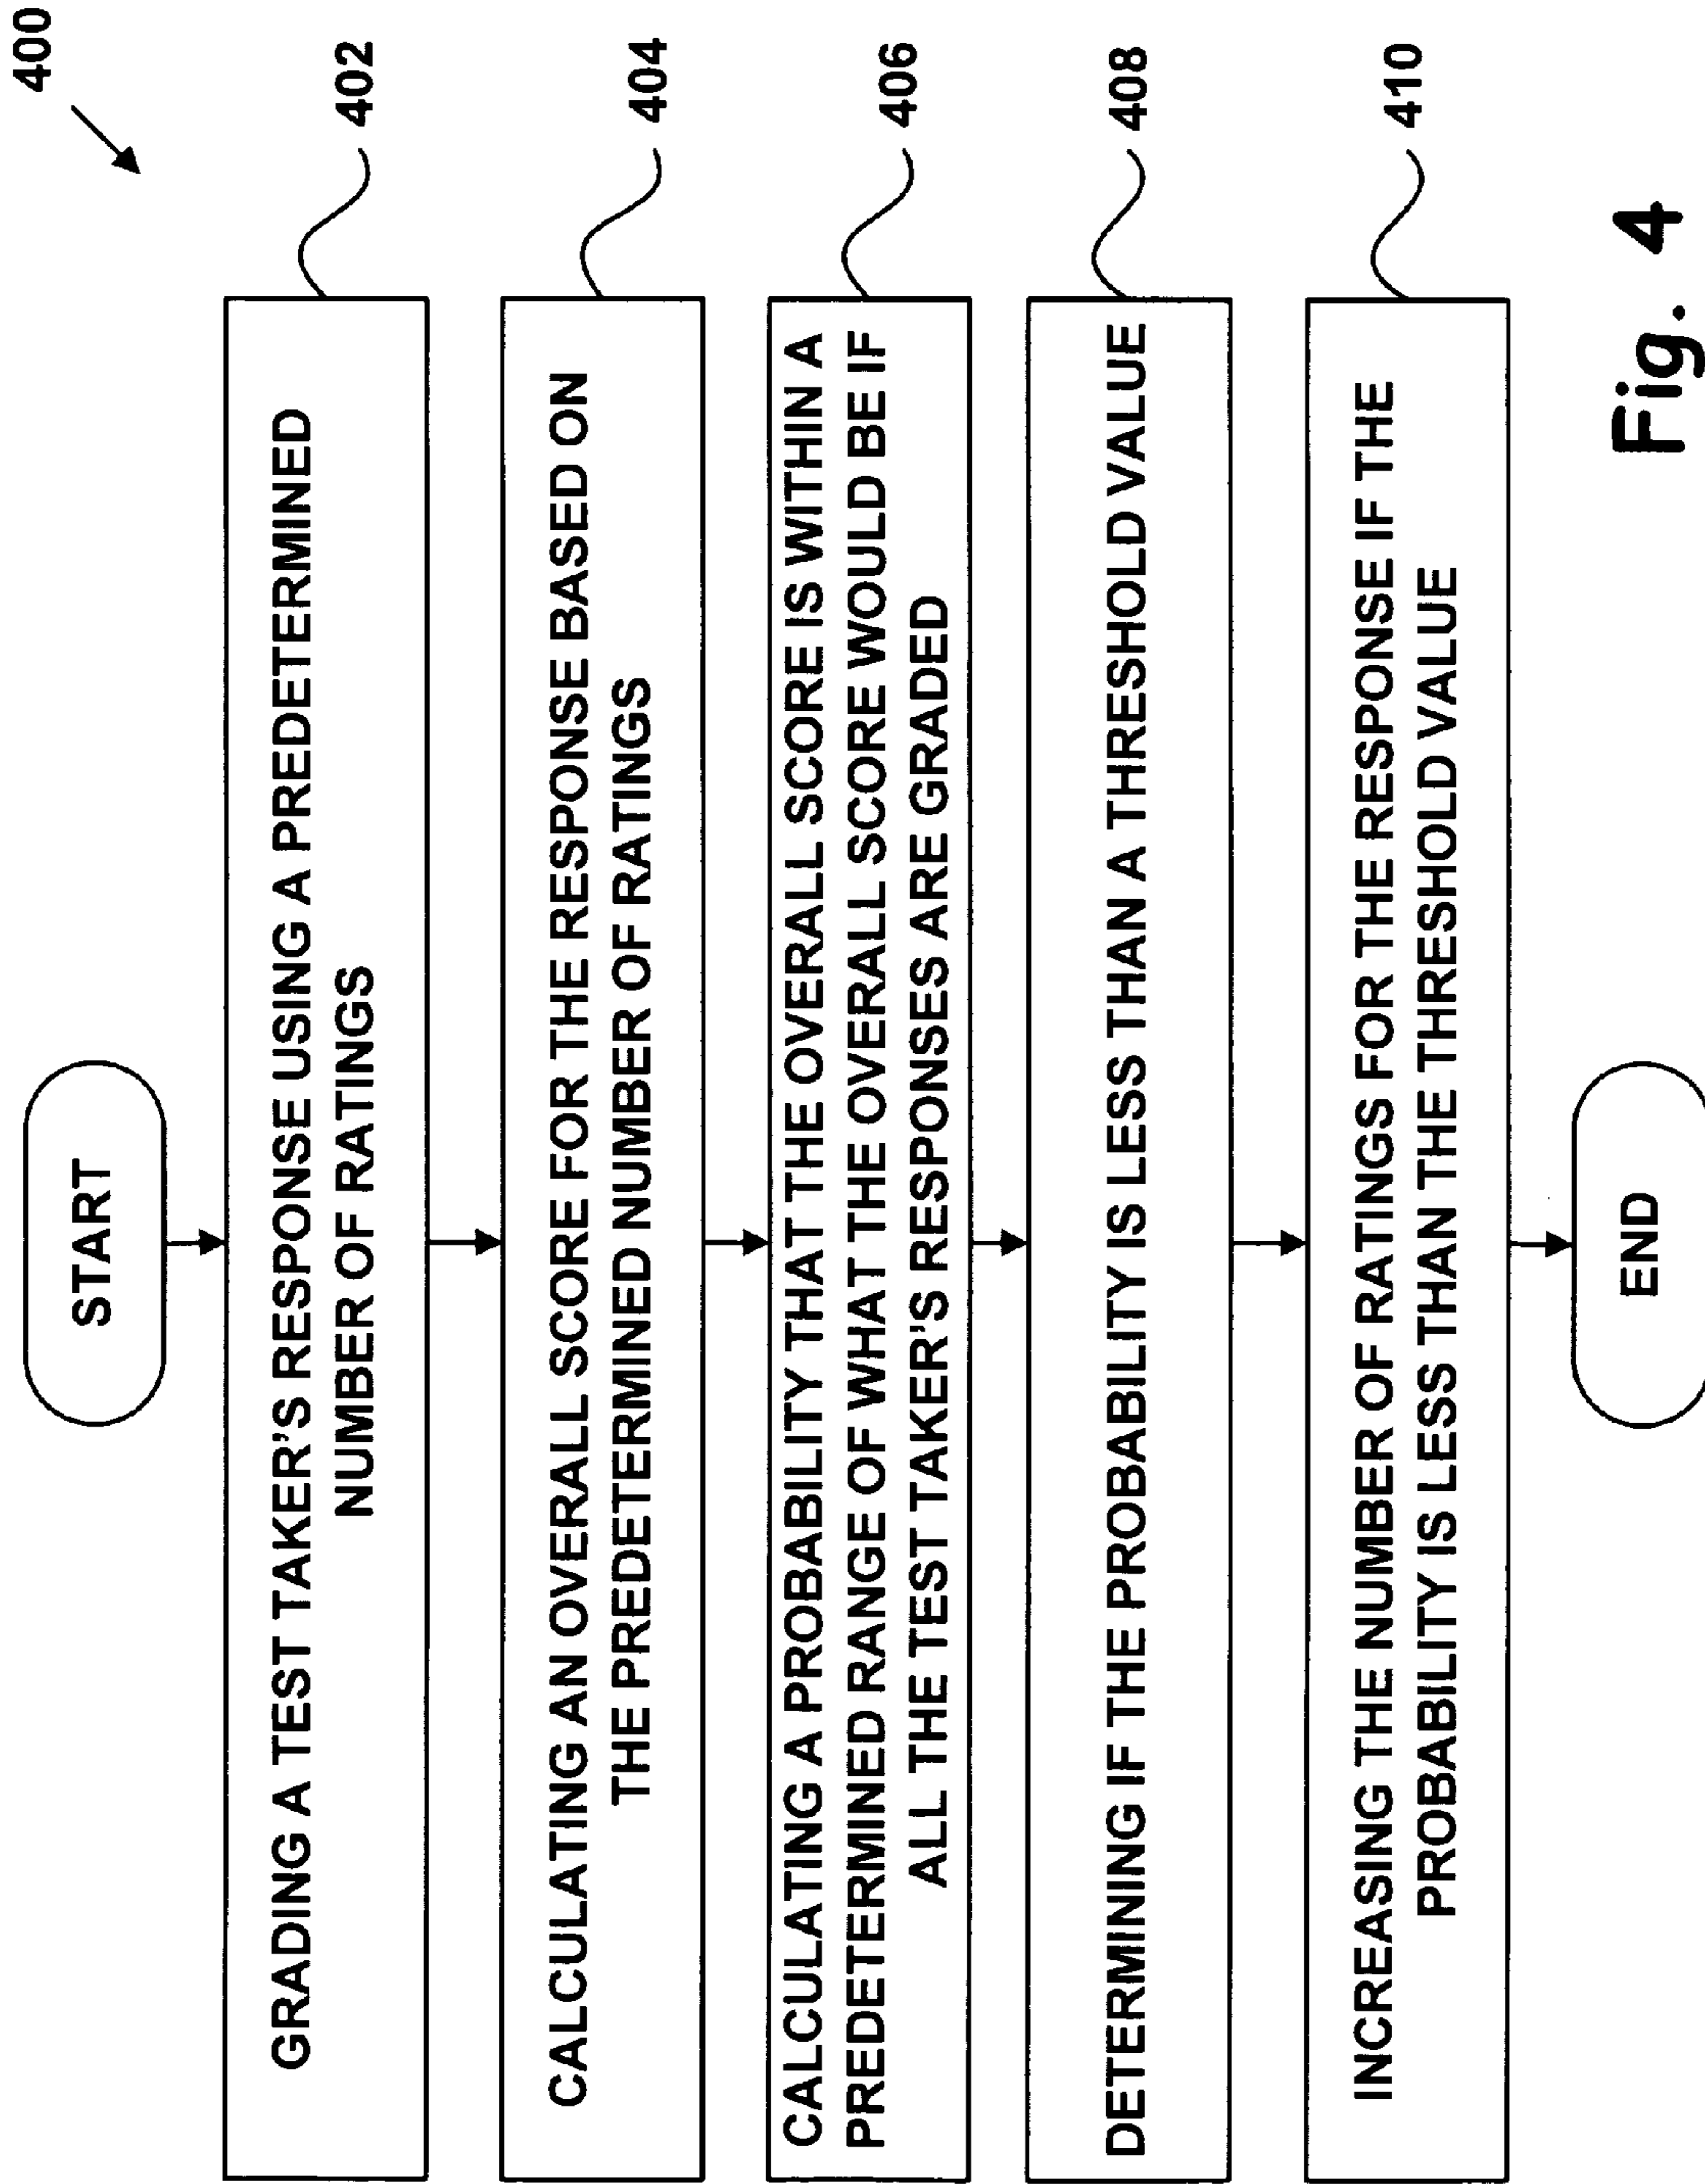 400
START
GRADING A TEST TAKER'S RESPONSE USING A PREDETERMINED
NUMBER OF RATINGS
402
CALCULATING AN OVERALL SCORE FOR THE RESPONSE BASED ON
THE PREDETERMINED NUMBER OF RATINGS
404
CALCULATING A PROBABILITY THAT THE OVERALL SCORE IS WITHIN A
PREDETERMINED RANGE OF WHAT THE OVERALL SCORE WOULD BE IF
ALL THE TEST TAKER'S RESPONSES ARE GRADED
406
DETERMINING IF THE PROBABILITY IS LESS THAN A THRESHOLD VALUE
408
INCREASING THE NUMBER OF RATINGS FOR THE RESPONSE IF THE
PROBABILITY IS LESS THAN THE THRESHOLD VALUE
410
END
Fig. 4